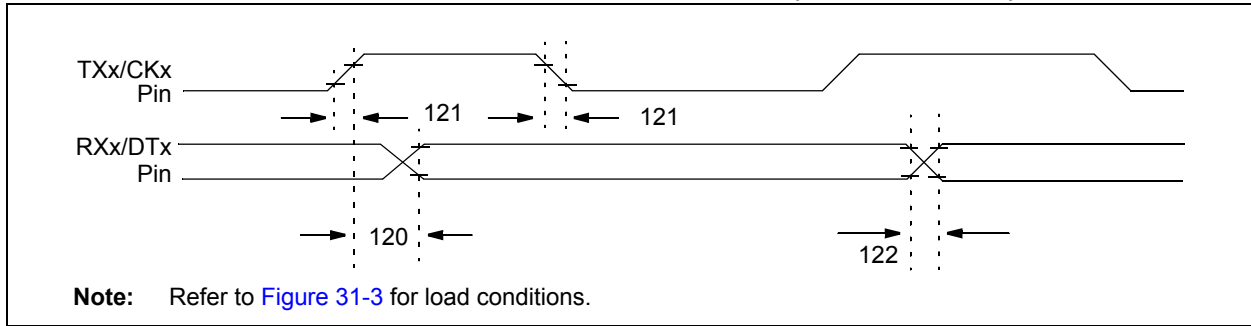 TXx/CKx
Pin
121
121
RXx/DTx
Pin
120
122
Note: Refer to Figure 31-3 for load conditions.